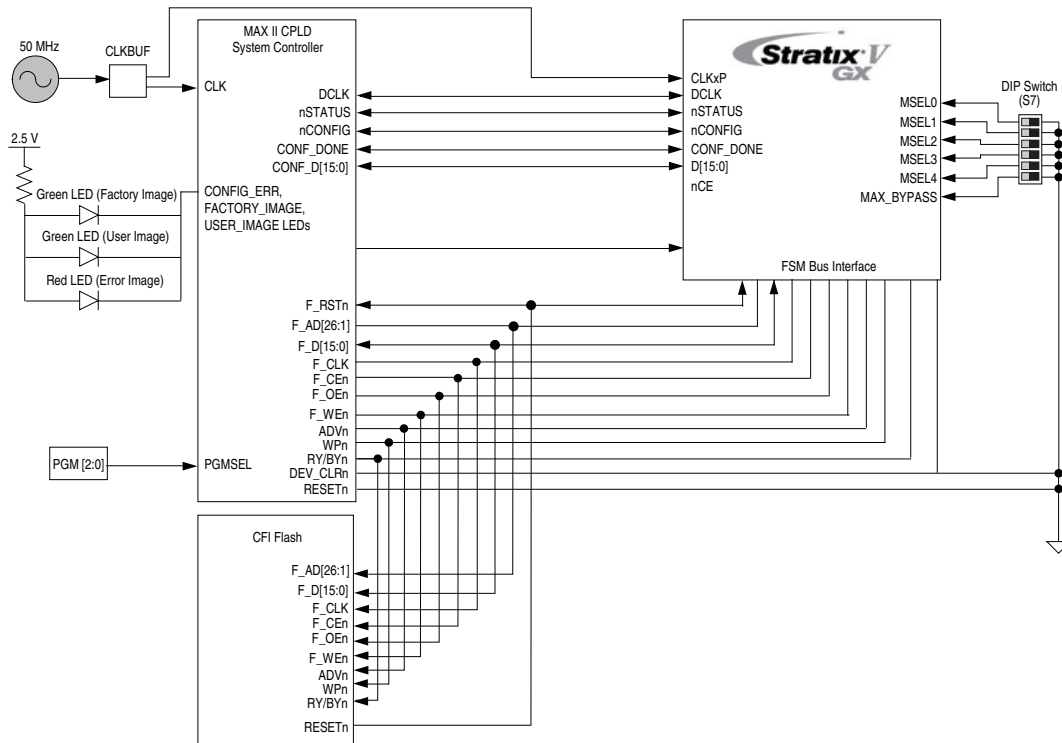 50 MHz
CLKBUF
MAX II CPLD
System Controller
CLK
DCLK
nSTATUS
nCONFIG
CONF_DONE
CONF_D[15:0]
2.5 V
Green LED (Factory Image)
Green LED (User Image)
Red LED (Error Image)
CONFIG_ERR,
FACTORY_IMAGE,
USER_IMAGE LEDs
F_RSTn
F_AD[26:1]
F_D[15:0]
F_CLK
F_CEn
F_OEn
F_WEn
ADVn
WPn
RY/BYn
DEV_CLRn
RESETn
PGM [2:0]
PGMSEL
Stratix V
GX
CLKxP
DCLK
nSTATUS
nCONFIG
CONF_DONE
D[15:0]
nCE
MSEL0
MSEL1
MSEL2
MSEL3
MSEL4
MAX_BYPASS
FSM Bus Interface
DIP Switch
(S7)
CFI Flash
F_AD[26:1]
F_D[15:0]
F_CLK
F_CEn
F_OEn
F_WEn
ADVn
WPn
RY/BYn
RESETn